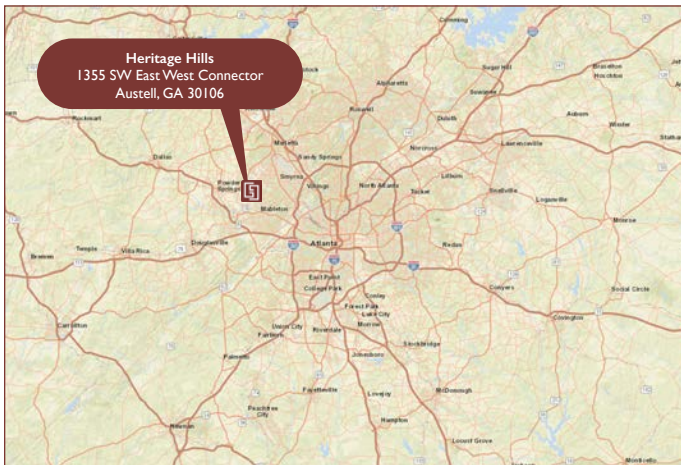 Heritage Hills
1355 SW East West Connector
Austell, GA 30106
Cumming
Sugar Hill
Braselton
Hoschton
Alpharetta
Suwanee
Roswell
Duluth
Auburn
Winder
Rockmart
Marietta
Norcross
Lawrenceville
Dallas
Sandy Springs
Smyrna
Vinings
North Atlanta
Tucker
Lilburn
Snellville
Powder
Springs
Mableton
Loganville
Monroe
Douglasville
Atlanta
Redan
Temple
Villa Rica
Bremen
East Point
College Park
Conley
Forest Park
Lake City
Conyers
Social Circle
Covington
Carrollton
Union City
Fairburn
Riverdale
Morrow
Stockbridge
Palmetto
Jonesboro
Fayetteville
Lovejoy
McDonough
Peachtree
City
Newnan
Hampton
Locust Grove